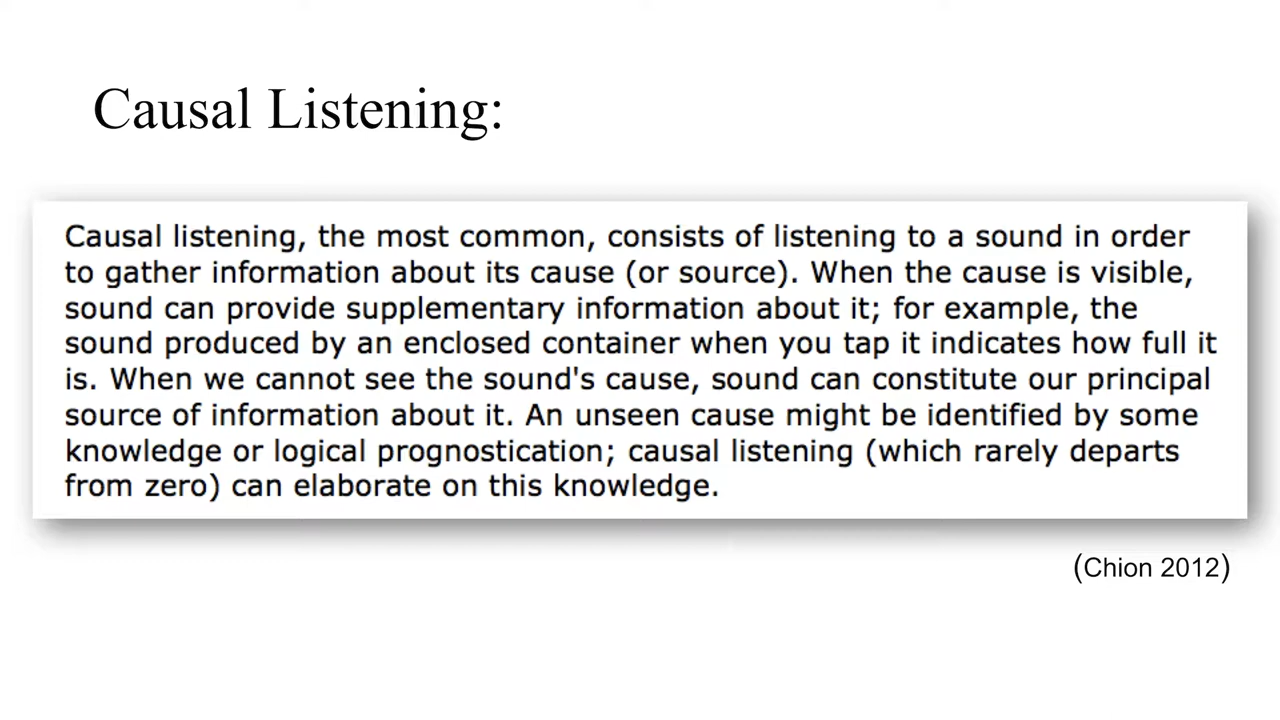 Causal Listening:
Causal listening, the most common, consists of listening to a sound in order
to gather information about its cause (or source). When the cause is visible,
sound can provide supplementary information about it; for example, the
sound produced by an enclosed container when you tap it indicates how full it
is. When we cannot see the sound's cause, sound can constitute our principal
source of information about it. An unseen cause might be identified by some
knowledge or logical prognostication; causal listening (which rarely departs
from zero) can elaborate on this knowledge.
(Chion 2012)